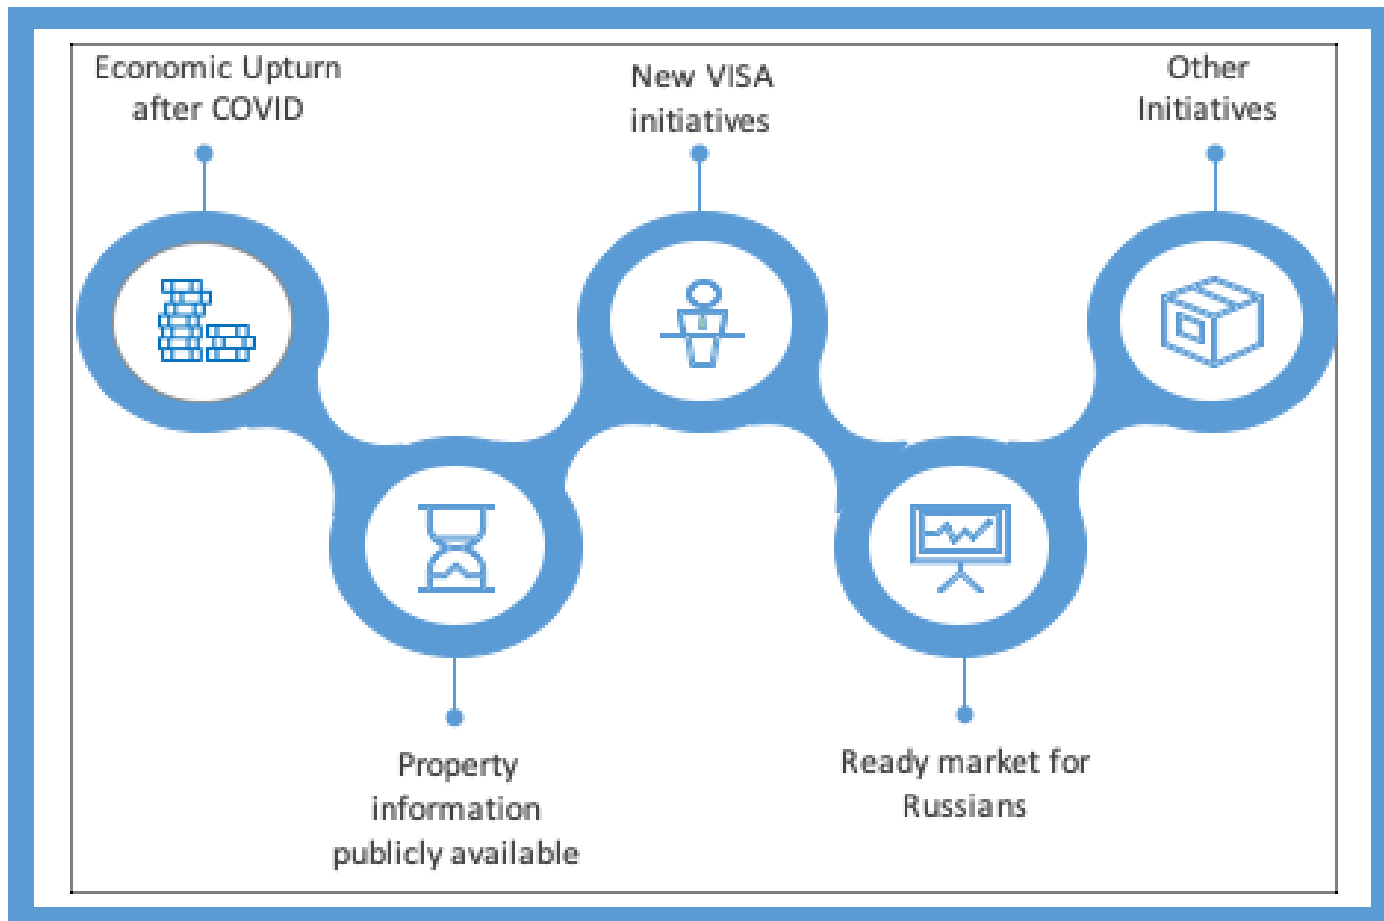 Economic Upturn
after COVID
New VISA
initiatives
Other
Initiatives
Property
information
publicly available
Ready market for
Russians